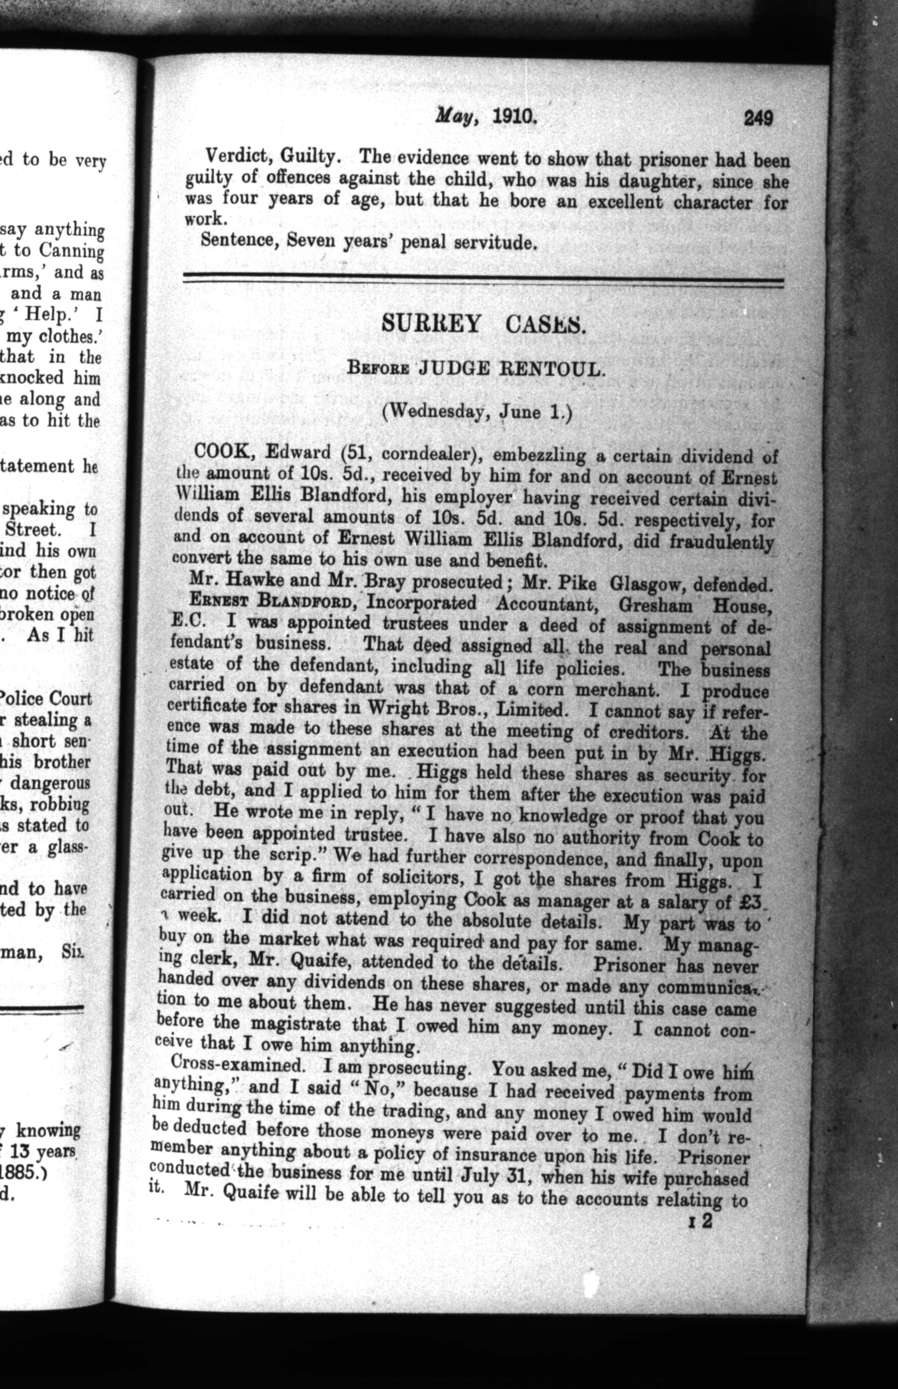 ed to be very
say anything
t to Canning
rms,' and as
and a man
g ' Help.' I
my clothes.'
that in the
knocked him
ne along and
as to hit the
tatement he
speaking to
Street. I
ind his own
tor then got
no notice of
broken open
. As I hit
Police Court
r stealing a
short sen-
his brother
dangerous
ks, robbing
s stated to
er a glass-
nd to have
ted by the
man, Six
y knowing
13 years
1885.)
d.
May, 1910. 249
Verdict, Guilty. The evidence went to show that prisoner had been
guilty of offences against the child, who was his daughter, since she
was four years of age, but that he bore an excellent character for
work.
Sentence, Seven years' penal servitude.
SURREY CASES.
BEFORE JUDGE RENTOUL.
(Wednesday, June 1.)
COOK, Edward (51, corndealer), embezzling a certain dividend of
the amount of 10s. 5d., received by him for and on account of Ernest
William Ellis Blandford, his employer having received certain divi-
dends of several amounts of 10s. 5d. and 10s. 5d. respectively, for
and on account of Ernest William Ellis Blandford, did fraudulently
convert the same to his own use and benefit.
Mr. Hawke and Mr. Bray prosecuted; Mr. Pike Glasgow, defended.
ERNEST BLANDFORD, Incorporated Accountant, Gresham House,
E.C. I was appointed trustees under a deed of assignment of de-
fendant's business. That deed assigned all the real and personal
estate of the defendant, including all life policies. The business
carried on by defendant was that of a corn merchant. I produce
certificate for shares in Wright Bros., Limited. I cannot say if refer-
ence was made to these shares at the meeting of creditors. At the
time of the assignment an execution had been put in by Mr. Higgs.
That was paid out by me. Higgs held these shares as security for
the debt, and I applied to him for them after the execution was paid
out. He wrote me in reply, "I have no knowledge or proof that you
have been appointed trustee. I have also no authority from Cook to
give up the scrip." We had further correspondence, and finally, upon
application by a firm of solicitors, I got the shares from Higgs. I
carried on the business, employing Cook as manager at a salary of £3
a week. I did not attend to the absolute details. My part was to
buy on the market what was required and pay for same. My manag-
ing clerk, Mr. Quaife, attended to the details. Prisoner has never
handed over any dividends on these shares, or made any communica-
tion to me about them. He has never suggested until this case came
before the magistrate that I owed him any money. I cannot con-
ceive that I owe him anything.
Cross-examined. I am prosecuting. You asked me, "Did I owe him
anything," and I said "No," because I had received payments from
him during the time of the trading, and any money I owed him would
be deducted before those moneys were paid over to me. I don't re-
member anything about a policy of insurance upon his life. Prisoner
conducted the business for me until July 31, when his wife purchased
it. Mr. Quaife will be able to tell you as to the accounts relating to
I 2